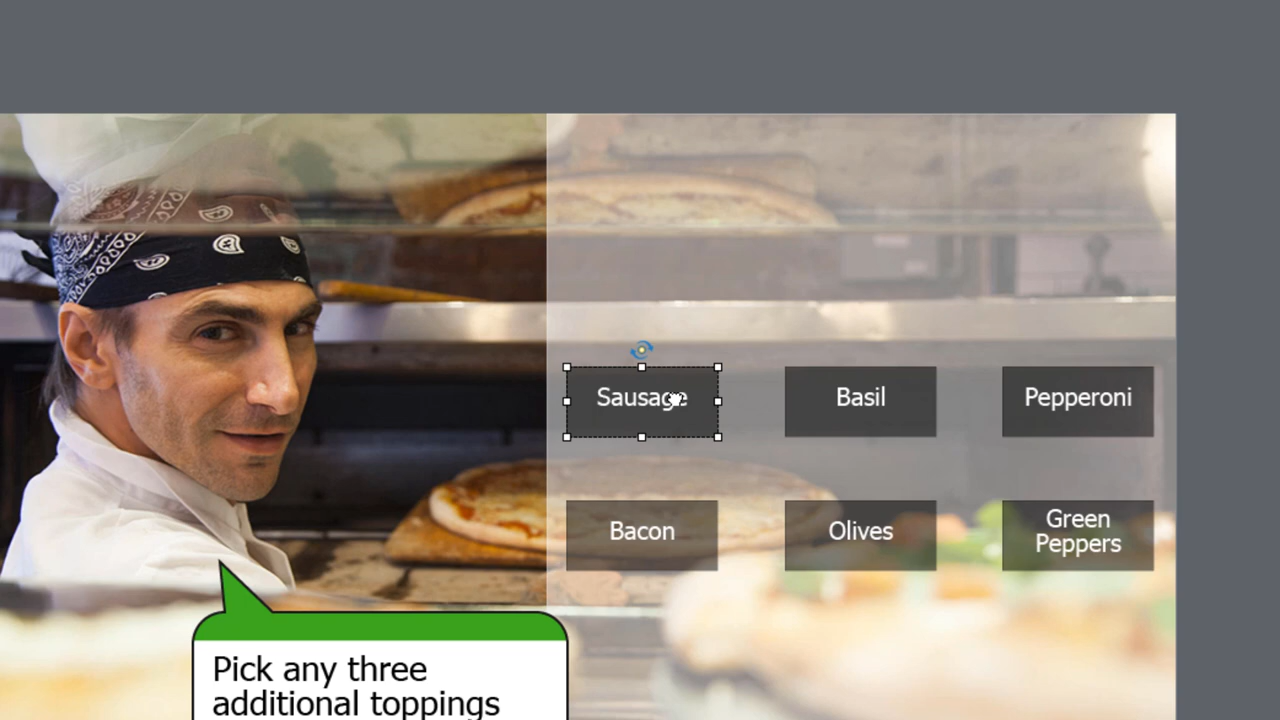 Sausage
Basil
Pepperoni
Bacon
Olives
Green
Peppers
Pick any three
additional toppings